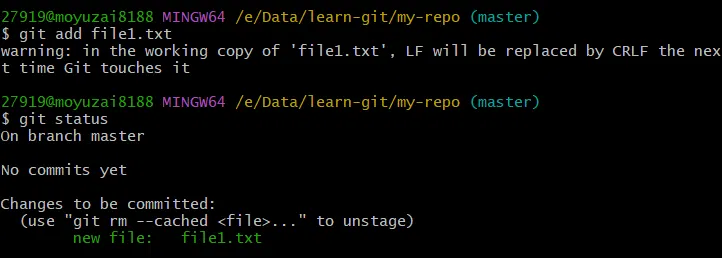 27919@moyuzai8188 MINGW64 /e/Data/learn-git/my-repo (master)
$ git add file1.txt
warning: in the working copy of 'file1.txt', LF will be replaced by CRLF the nex
t time Git touches it
27919@moyuzai8188 MINGW64 /e/Data/learn-git/my-repo (master)
$ git status
On branch master
No commits yet
Changes to be committed:
  (use "git rm --cached <file>..." to unstage)
        new file:   file1.txt